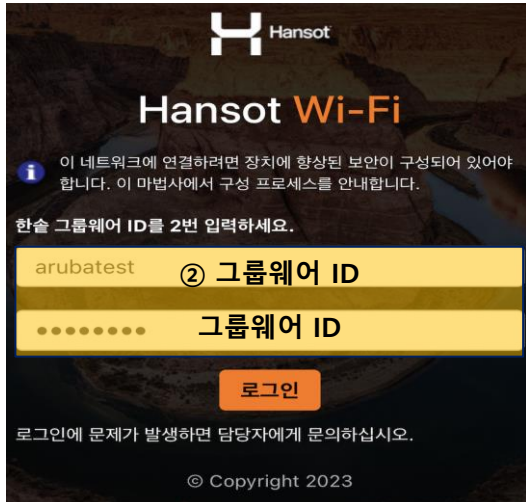 Hansot
Hansot Wi-Fi
이 네트워크에 연결하려면 장치에 향상된 보안이 구성되어 있어야
합니다. 이 마법사에서 구성 프로세스를 안내합니다.
한솥 그룹웨어 ID를 2번 입력하세요.
arubatest ② 그룹웨어 ID
●●●●●●●● 그룹웨어 ID
로그인
로그인에 문제가 발생하면 담당자에게 문의하십시오.
© Copyright 2023